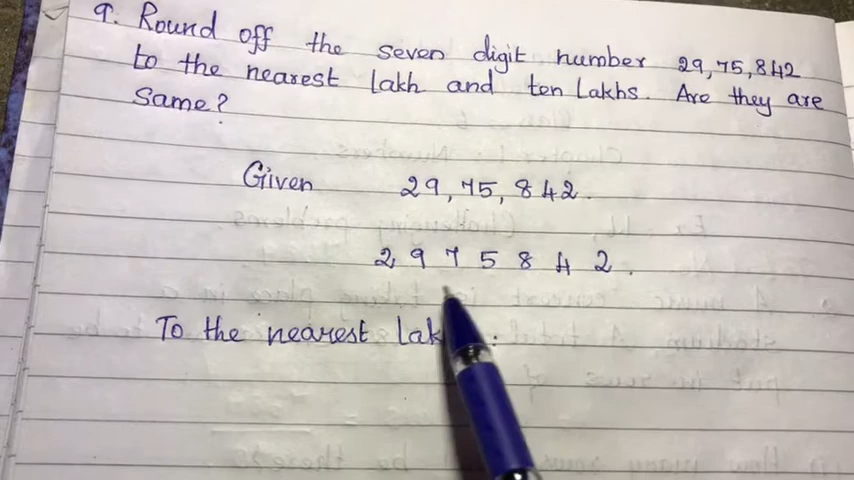 9. Round off the seven digit number 29,75,842
to the nearest lakh and ten Lakhs. Are they are
same?
Given 29,75,842.
2 9 7 5 8 4 2.
To the nearest :